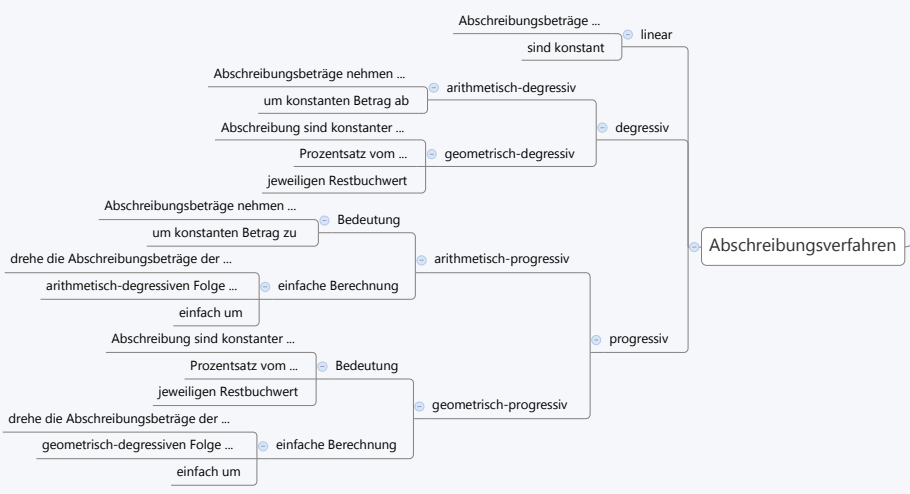 Abschreibungsverfahren
linear
Abschreibungsbeträge ...
sind konstant
degressiv
arithmetisch-degressiv
Abschreibungsbeträge nehmen ...
um konstanten Betrag ab
geometrisch-degressiv
Abschreibung sind konstanter ...
Prozentsatz vom ...
jeweiligen Restbuchwert
progressiv
arithmetisch-progressiv
Bedeutung
Abschreibungsbeträge nehmen ...
um konstanten Betrag zu
einfache Berechnung
drehe die Abschreibungsbeträge der ...
arithmetisch-degressiven Folge ...
einfach um
geometrisch-progressiv
Bedeutung
Abschreibung sind konstanter ...
Prozentsatz vom ...
jeweiligen Restbuchwert
einfache Berechnung
drehe die Abschreibungsbeträge der ...
geometrisch-degressiven Folge ...
einfach um